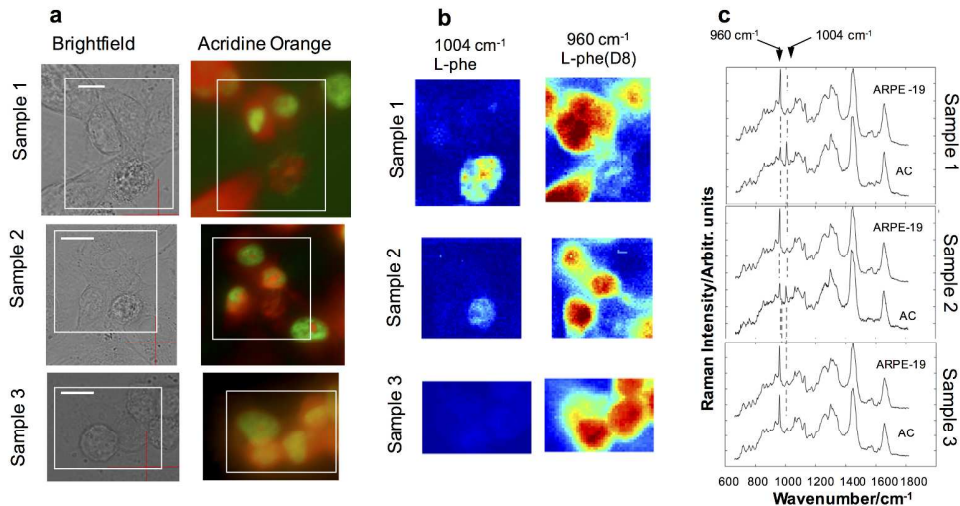 a
Brightfield
Acridine Orange
Sample 1
Sample 2
Sample 3
b
1004 cm-1
L-phe
960 cm-1
L-phe(D8)
Sample 1
Sample 2
Sample 3
c
960 cm-1
1004 cm-1
ARPE -19
AC
Sample 1
ARPE-19
AC
Sample 2
ARPE-19
AC
Sample 3
Raman Intensity/Arbitr. units
600 800 1000 1200 1400 1600 1800
Wavenumber/cm-1